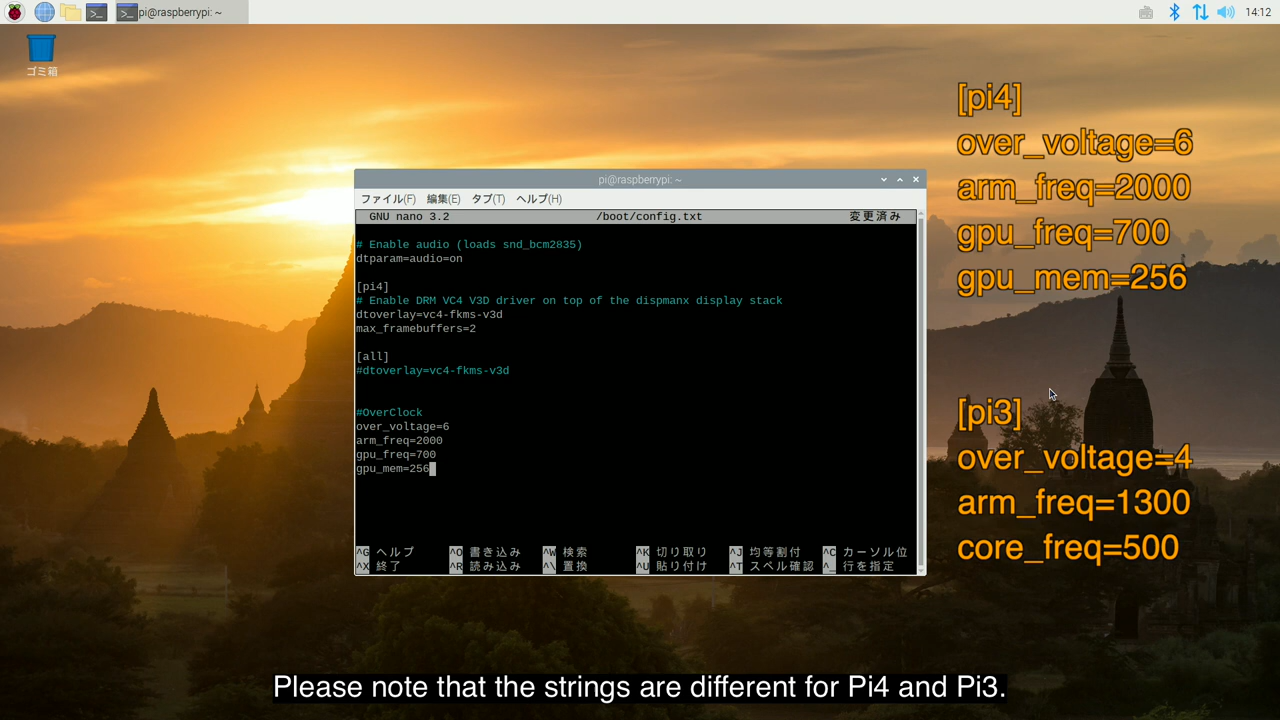 pi@raspberrypi: ~
14:12
ゴミ箱
pi@raspberrypi: ~
ファイル(F) 編集(E) タブ(T) ヘルプ(H)
GNU nano 3.2 /boot/config.txt 変更済み
# Enable audio (loads snd_bcm2835)
dtparam=audio=on
[pi4]
# Enable DRM VC4 V3D driver on top of the dispmanx display stack
dtoverlay=vc4-fkms-v3d
max_framebuffers=2
[all]
#dtoverlay=vc4-fkms-v3d
#OverClock
over_voltage=6
arm_freq=2000
gpu_freq=700
gpu_mem=256
^G ヘルプ ^O 書き込み ^W 検索 ^K 切り取り ^J 均等割付 ^C カーソル位
^X 終了 ^R 読み込み ^\ 置換 ^U 貼り付け ^T スペル確認 ^_ 行を指定
[pi4]
over_voltage=6
arm_freq=2000
gpu_freq=700
gpu_mem=256
[pi3]
over_voltage=4
arm_freq=1300
core_freq=500
Please note that the strings are different for Pi4 and Pi3.